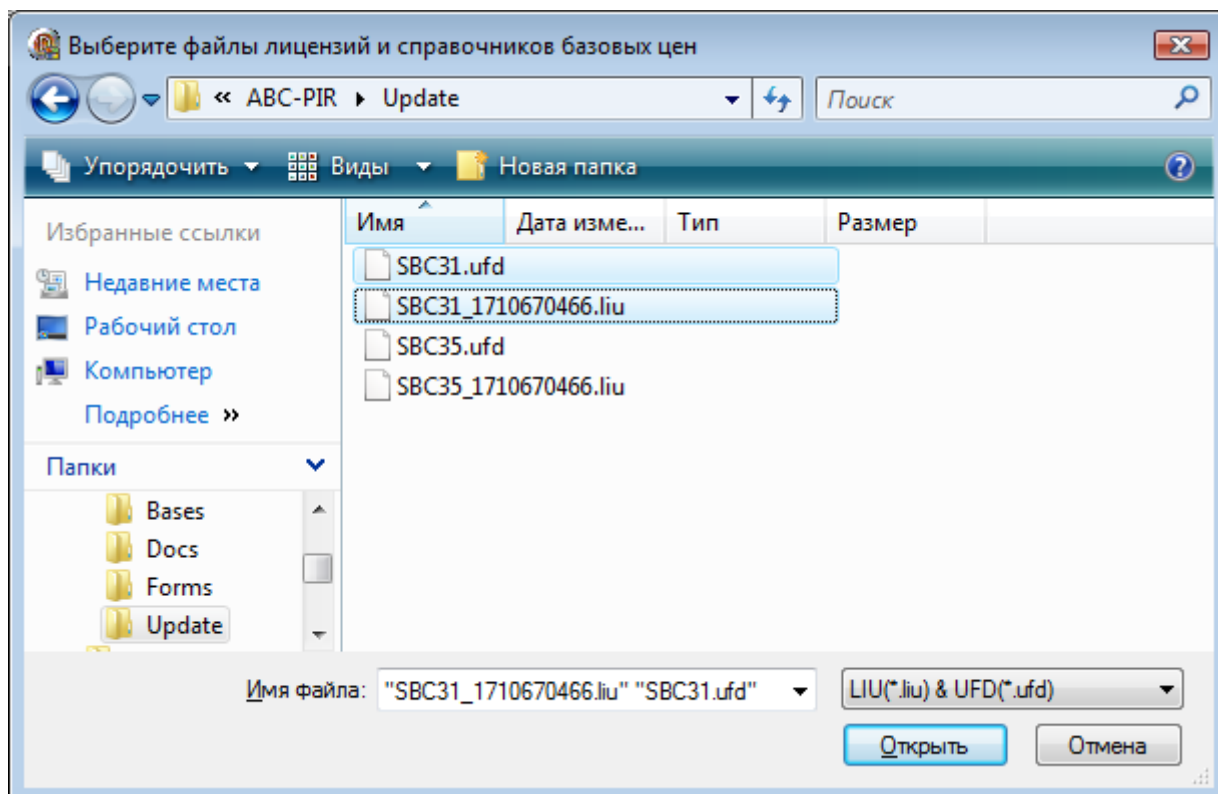 Выберите файлы лицензий и справочников базовых цен
« ABC-PIR ▸ Update
Поиск
Упорядочить Виды Новая папка
Избранные ссылки
Недавние места
Рабочий стол
Компьютер
Подробнее »
Папки
Bases
Docs
Forms
Update
Имя Дата изме... Тип Размер
SBC31.ufd
SBC31_1710670466.liu
SBC35.ufd
SBC35_1710670466.liu
Имя файла: "SBC31_1710670466.liu" "SBC31.ufd" LIU(*.liu) & UFD(*.ufd)
Открыть Отмена